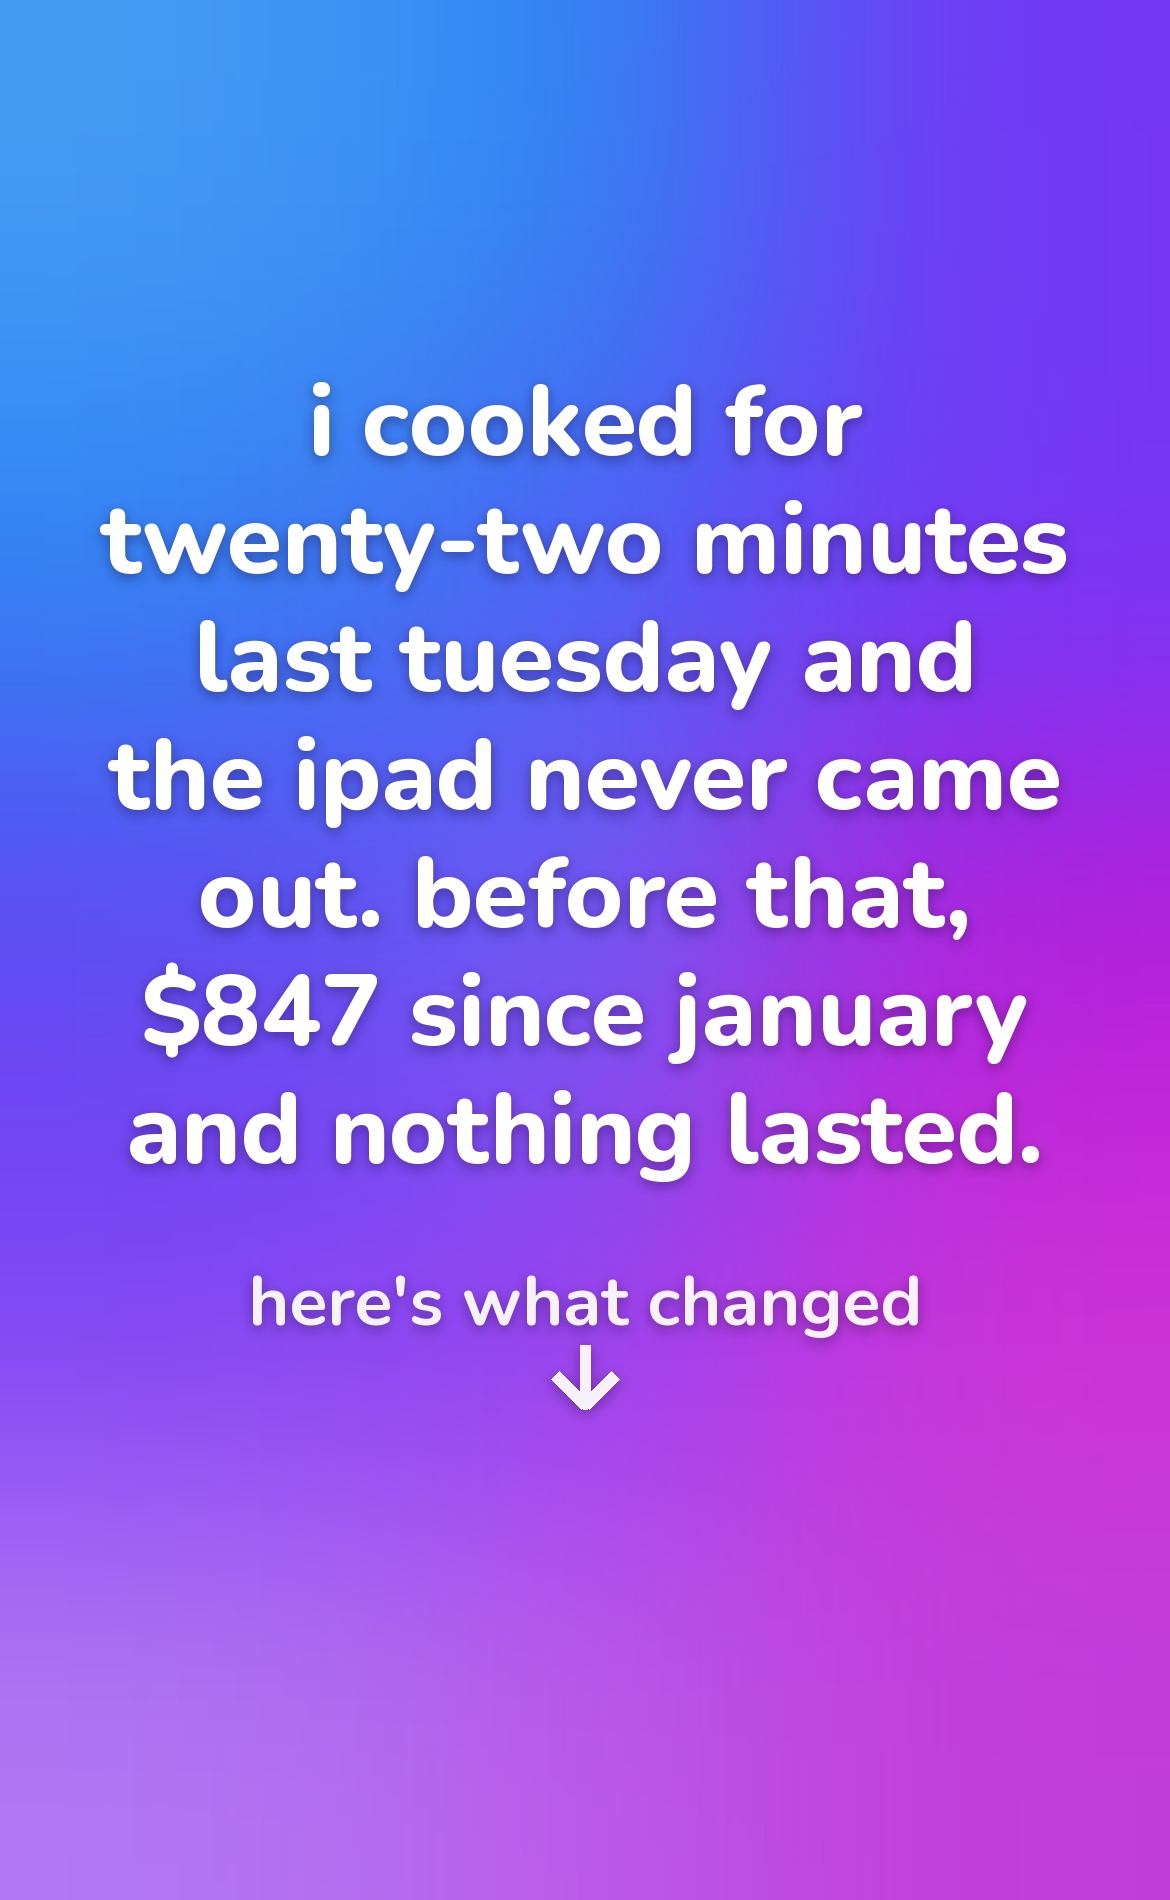 i cooked for
twenty-two minutes
last tuesday and
the ipad never came
out. before that,
$847 since january
and nothing lasted.
here's what changed
↓